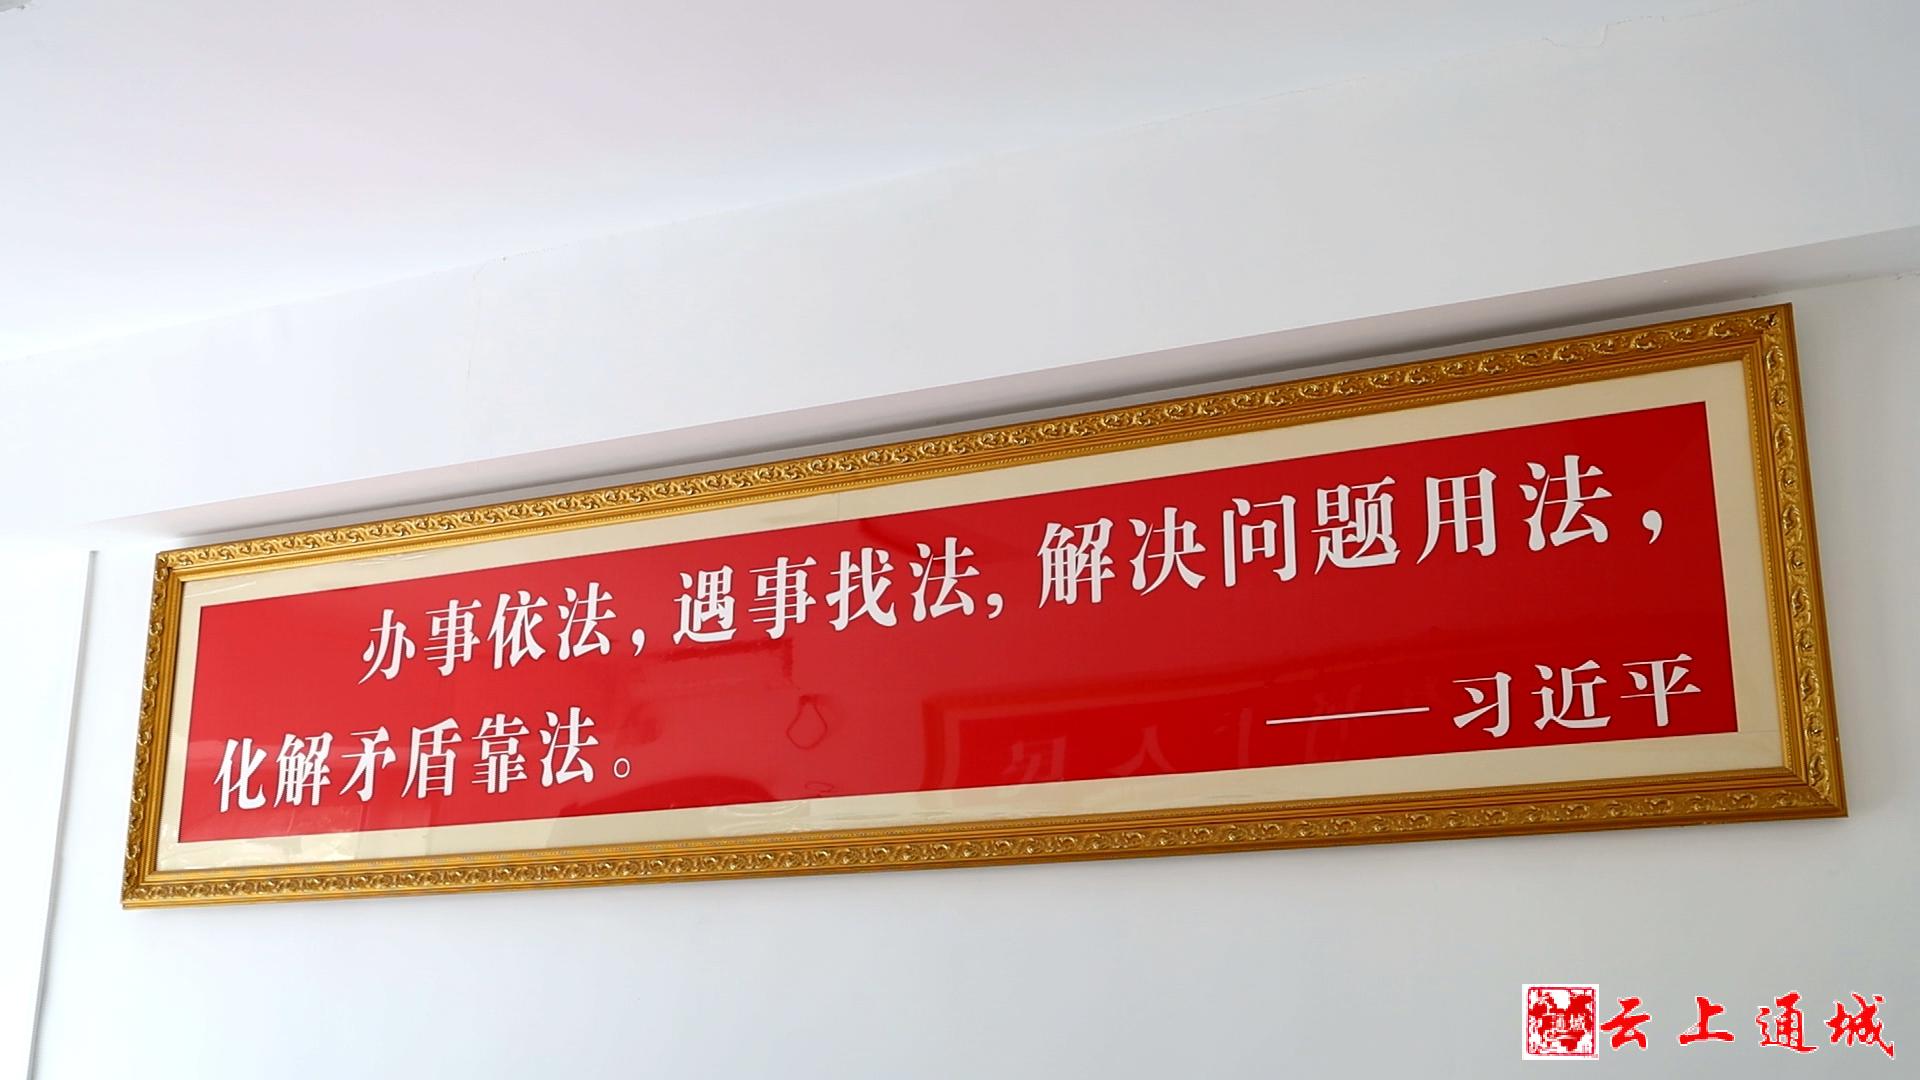 办事依法，遇事找法，解决问题用法，
化解矛盾靠法。
——习近平
云上通城